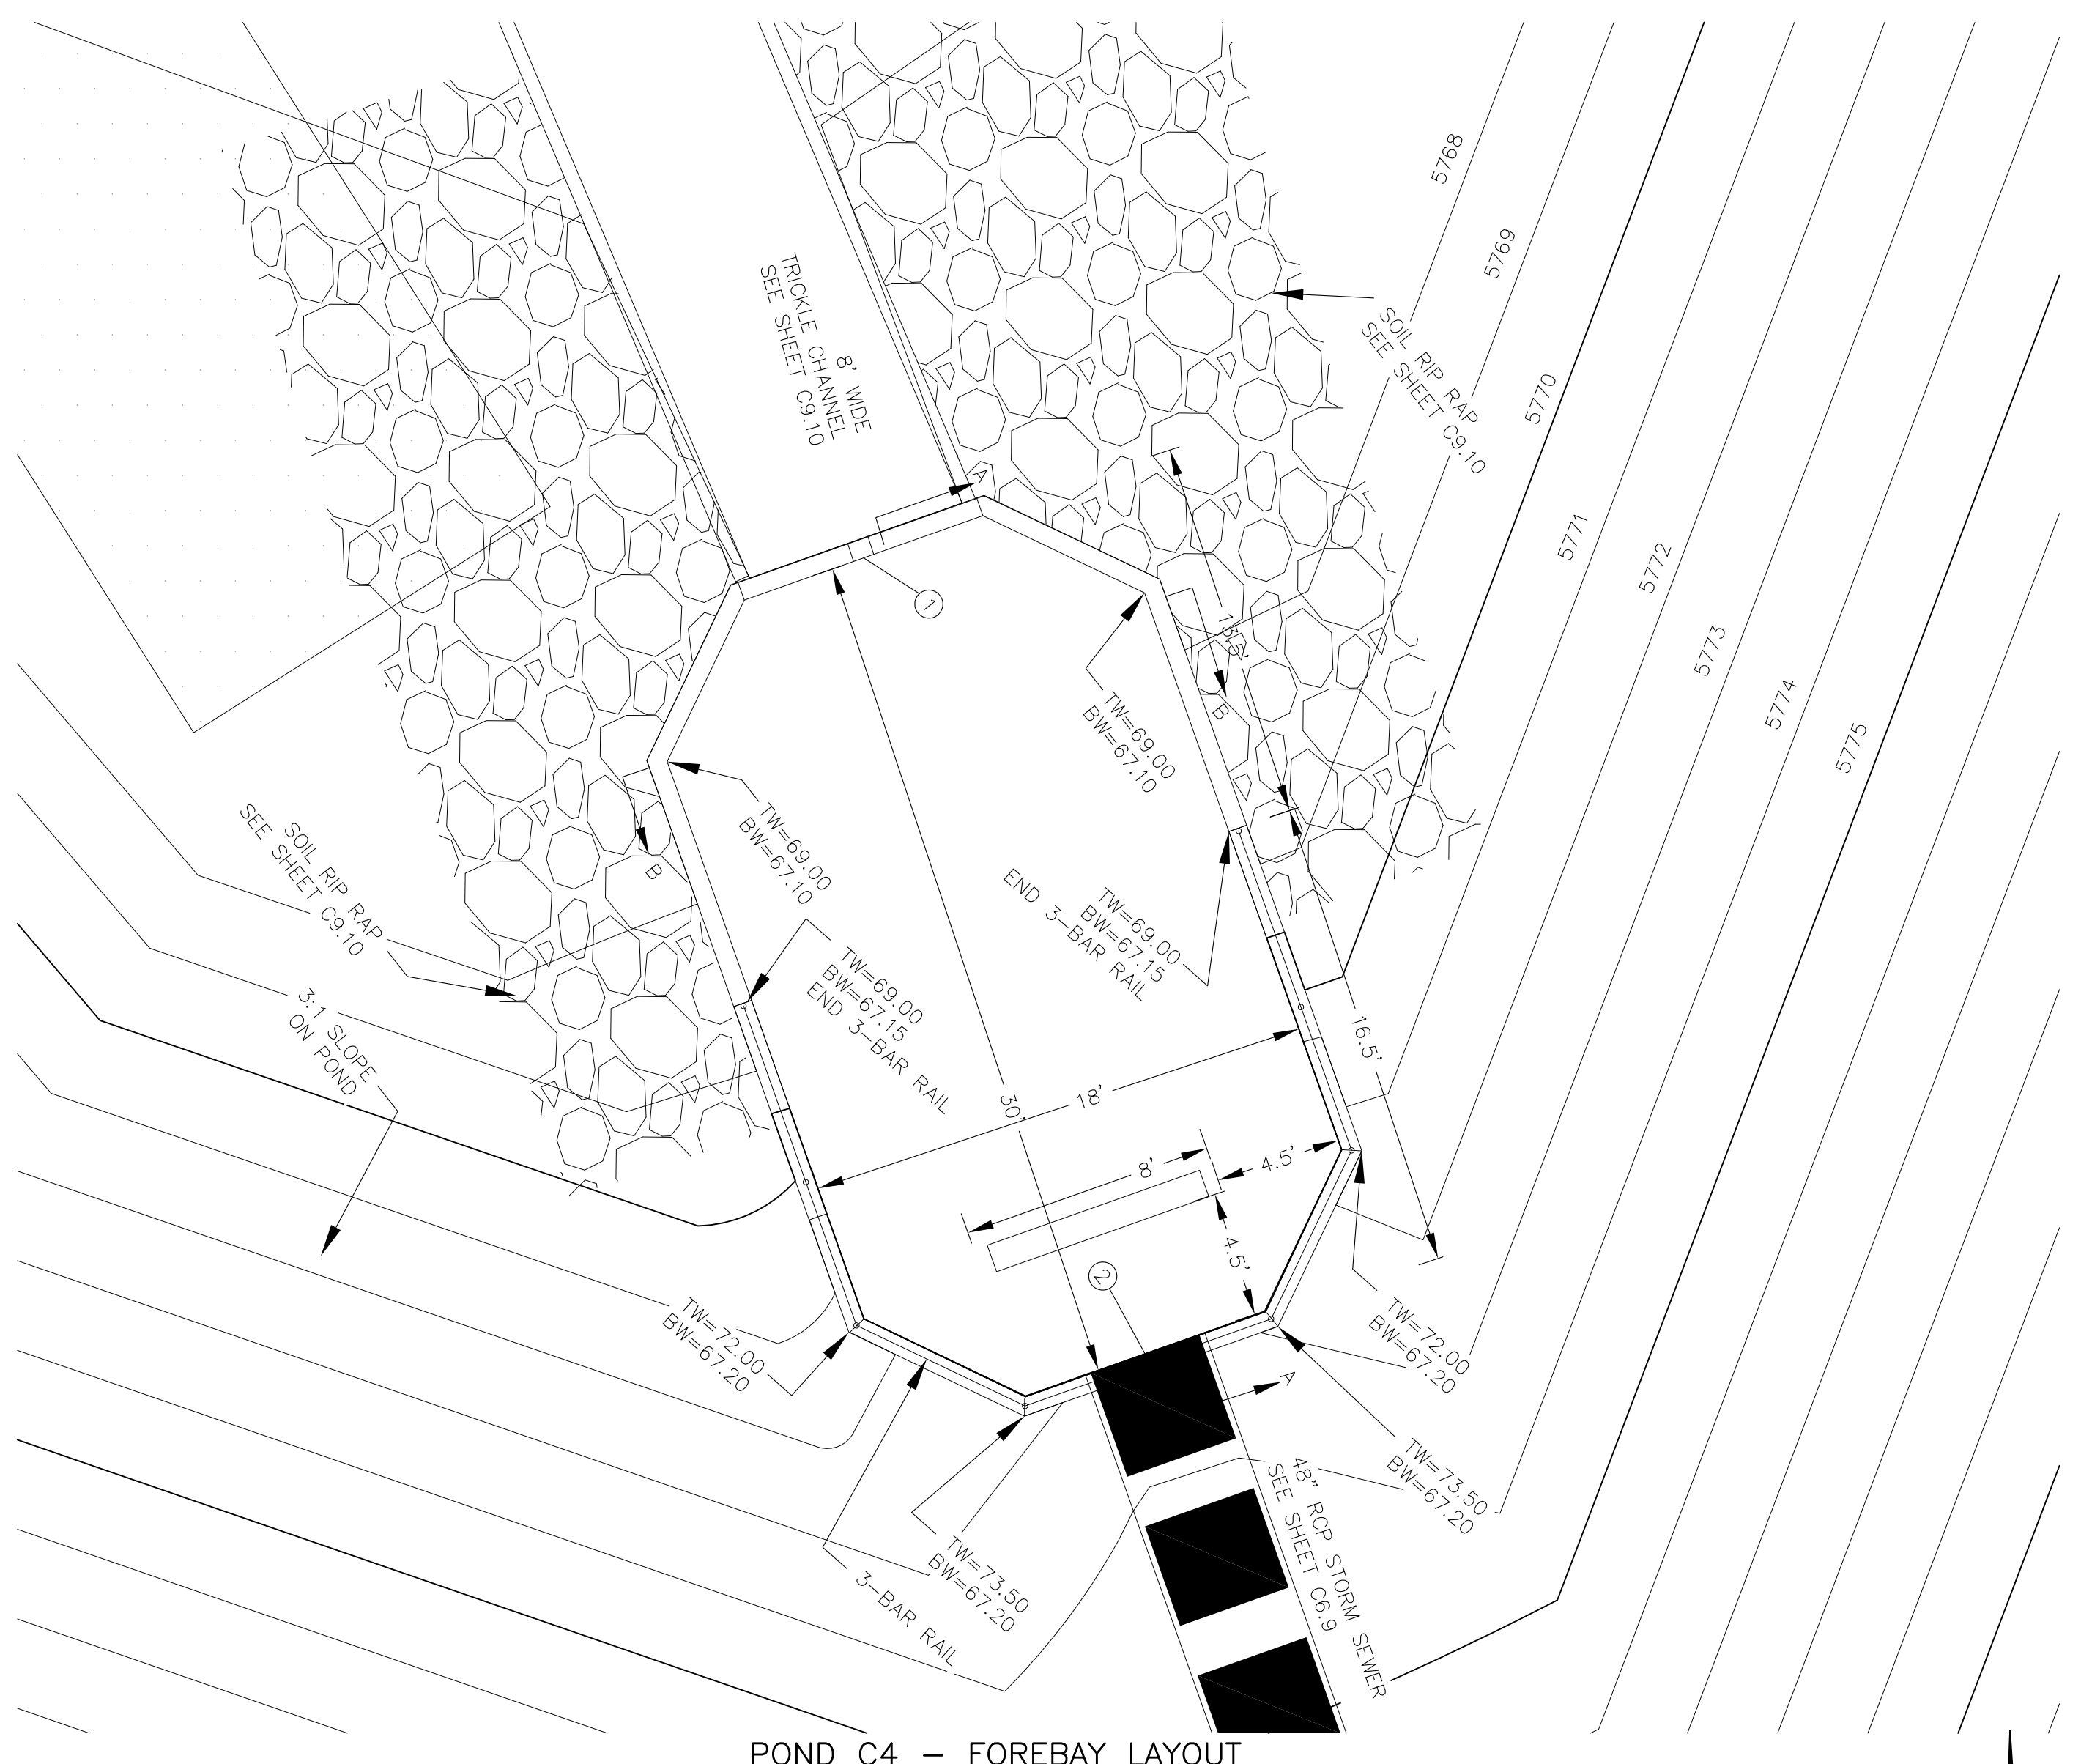 5768
5769
5770
5771
5772
5773
5774
5775
8' WIDE
TRICKLE CHANNEL
SEE SHEET C9.10
SOIL RIP RAP
SEE SHEET C9.10
A
1
13.5'
B
TW=69.00
BW=67.10
TW=69.00
BW=67.10
B
SOIL RIP RAP
SEE SHEET C9.10
TW=69.00
BW=67.15
END 3-BAR RAIL
TW=69.00
BW=67.15
END 3-BAR RAIL
3:1 SLOPE
ON POND
16.5'
30'
18'
8'
4.5'
4.5'
2
TW=72.00
BW=67.20
TW=72.00
BW=67.20
A
TW=73.50
BW=67.20
48" RCP STORM SEWER
SEE SHEET C6.9
TW=73.50
BW=67.20
3-BAR RAIL
POND C4 - FOREBAY LAYOUT